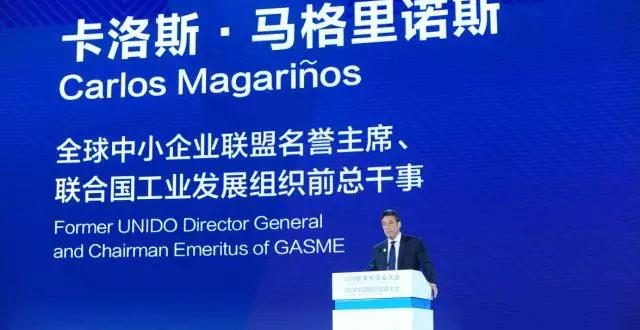 卡洛斯·马格里诺斯
Carlos Magariños
全球中小企业联盟名誉主席、
联合国工业发展组织前总干事
Former UNIDO Director General
and Chairman Emeritus of GASME